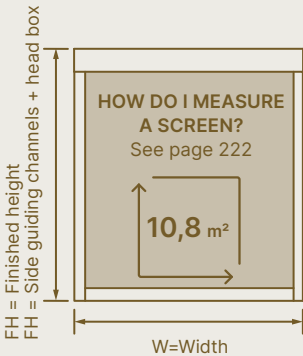 FH = Finished height
FH = Side guiding channels + head box
HOW DO I MEASURE
A SCREEN?
See page 222
10,8 m²
W=Width